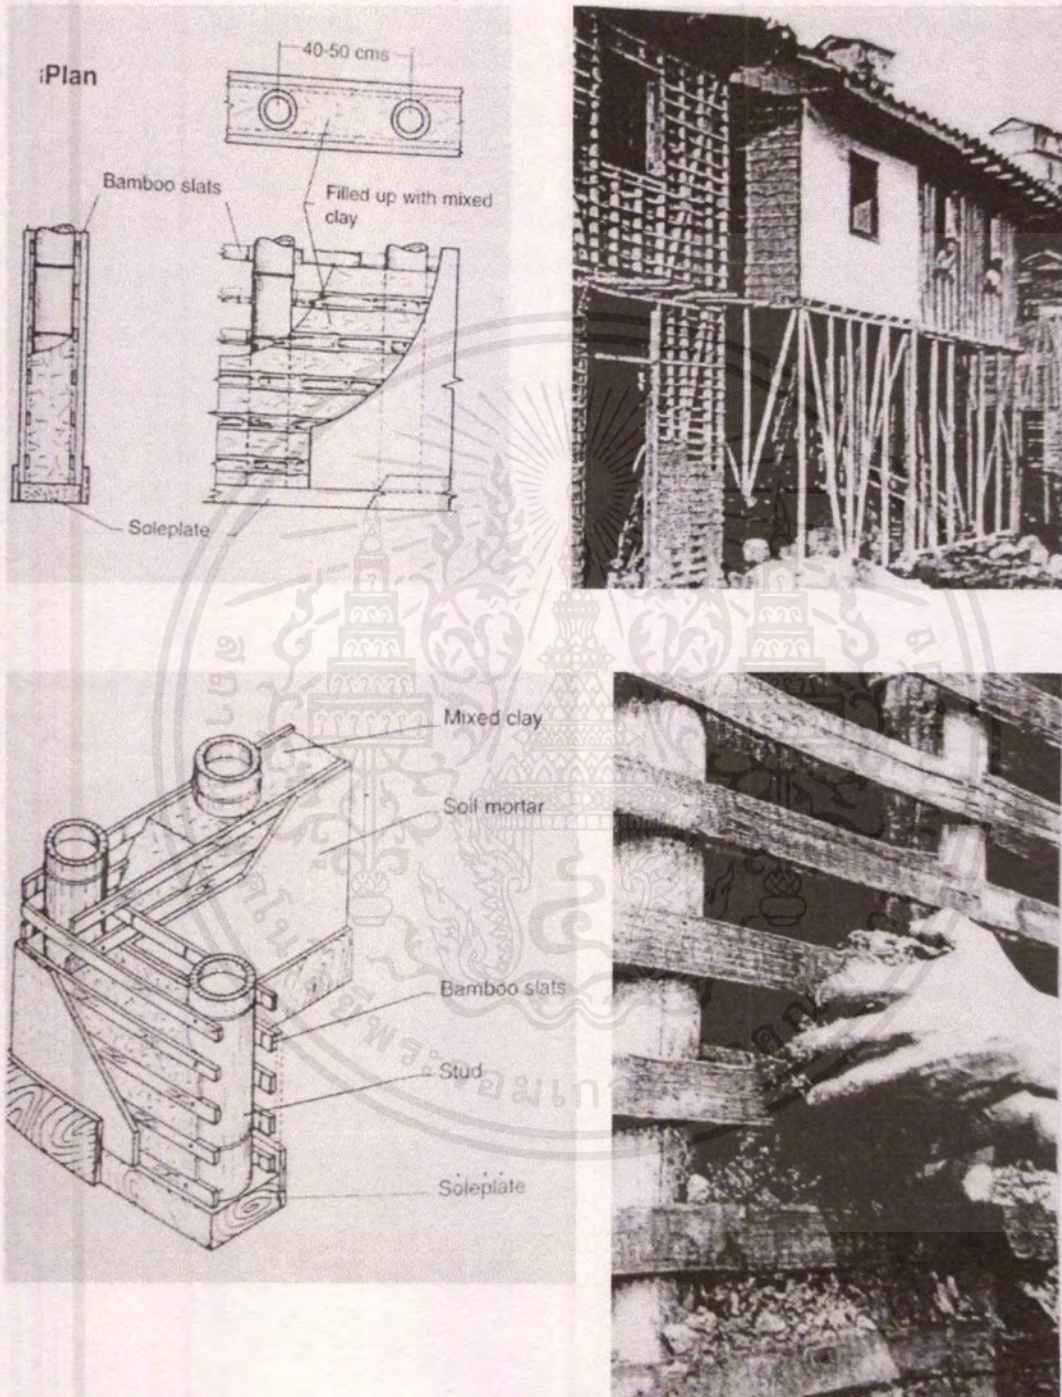 40-50 cms
Plan
Bamboo slats
Filled up with mixed
clay
Soleplate
Mixed clay
Soil mortar
Bamboo slats
Stud
Soleplate